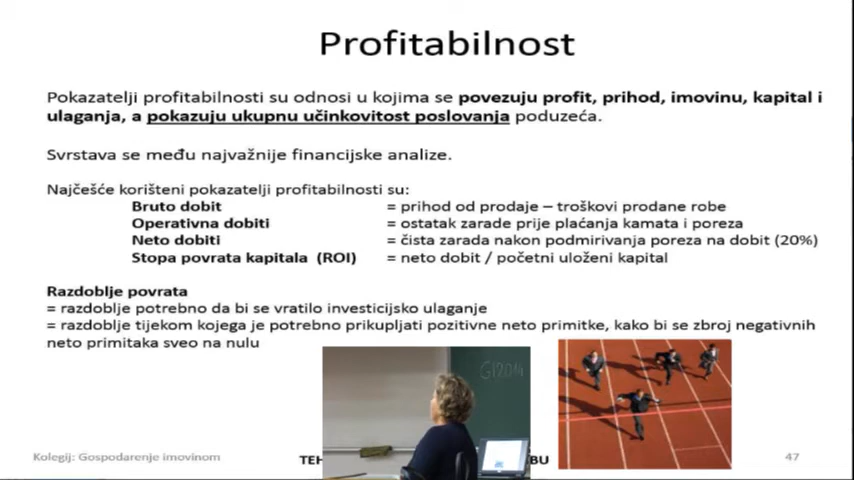 Profitabilnost
Pokazatelji profitabilnosti su odnosi u kojima se povezuju profit, prihod, imovinu, kapital i
ulaganja, a pokazuju ukupnu učinkovitost poslovanja poduzeća.
Svrstava se među najvažnije financijske analize.
Najčešće korišteni pokazatelji profitabilnosti su:
Bruto dobit = prihod od prodaje – troškovi prodane robe
Operativna dobiti = ostatak zarade prije plaćanja kamata i poreza
Neto dobiti = čista zarada nakon podmirivanja poreza na dobit (20%)
Stopa povrata kapitala (ROI) = neto dobit / početni uloženi kapital
Razdoblje povrata
= razdoblje potrebno da bi se vratilo investicijsko ulaganje
= razdoblje tijekom kojega je potrebno prikupljati pozitivne neto primitke, kako bi se zbroj negativnih
neto primitaka sveo na nulu
Kolegij: Gospodarenje imovinom
47